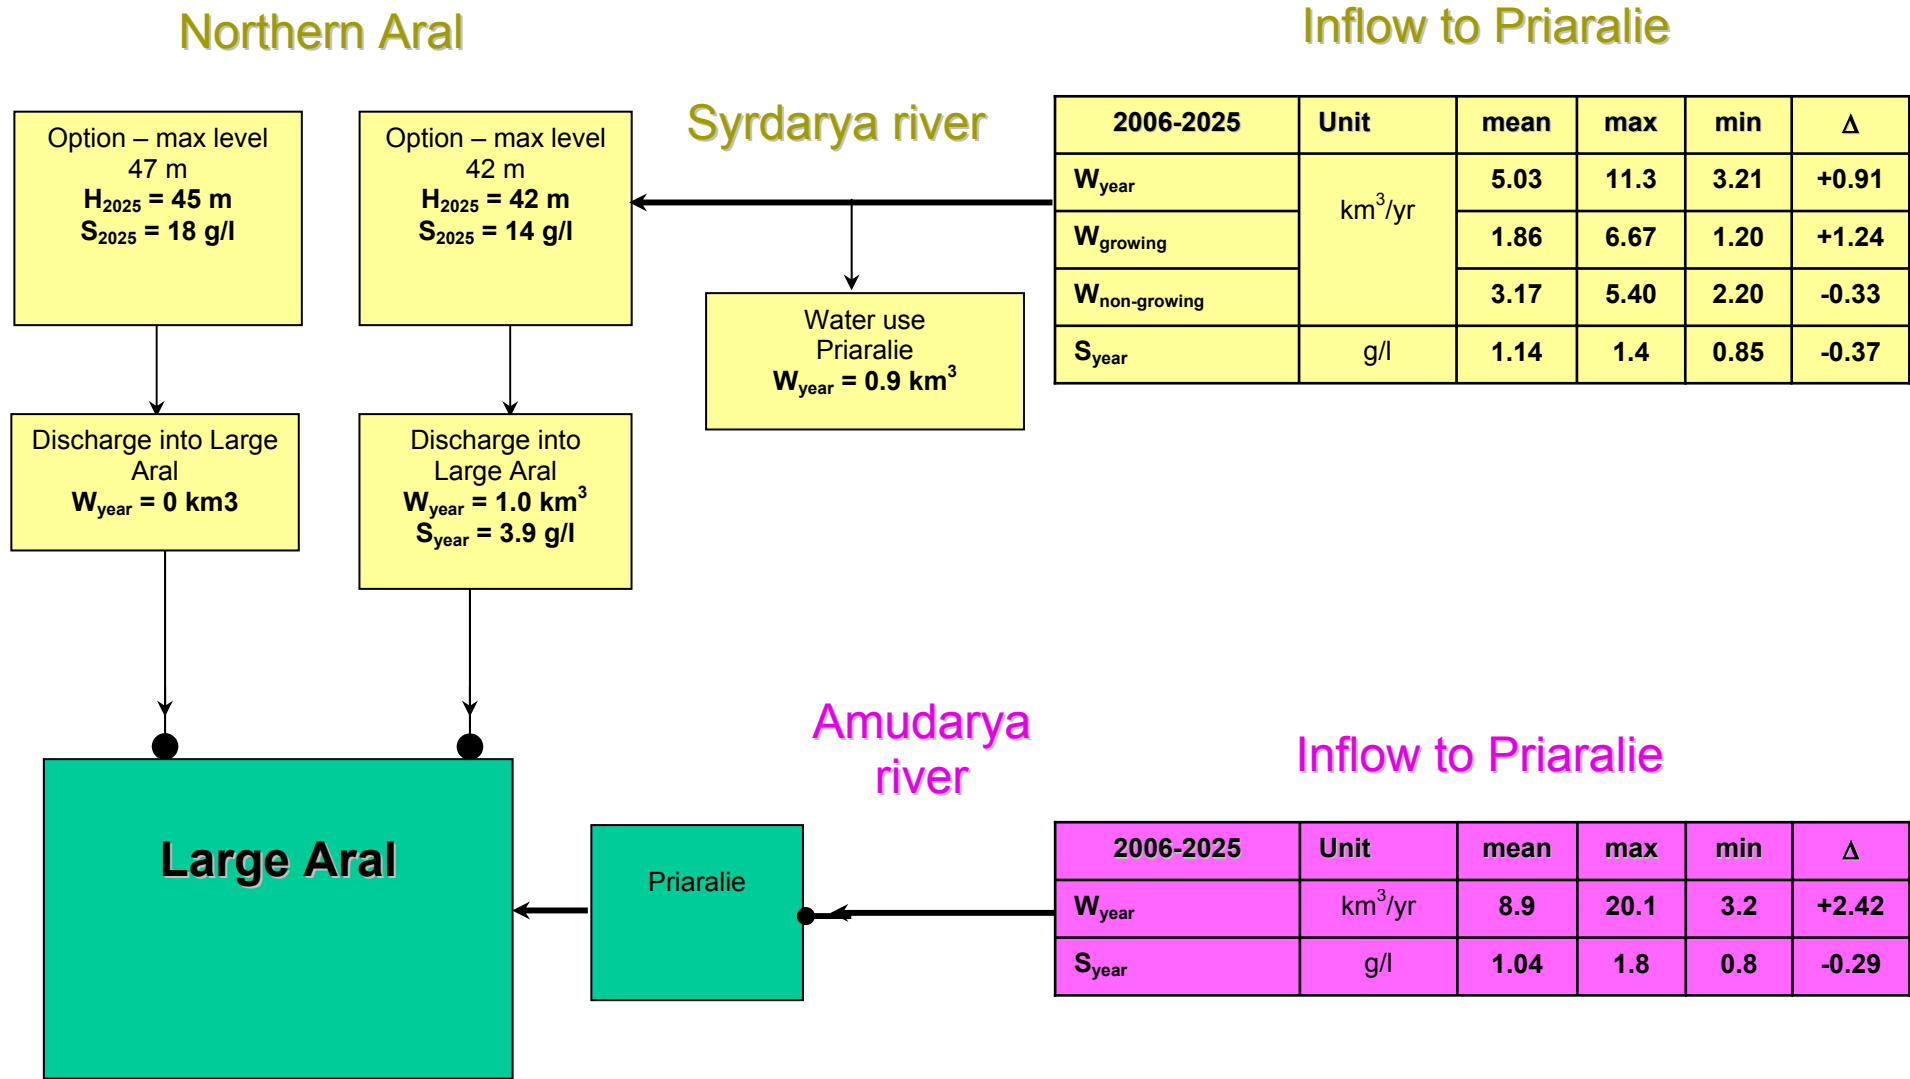 Northern Aral
Inflow to Priaralie
Syrdarya river
Option – max level
47 m
H2025 = 45 m
S2025 = 18 g/l
Option – max level
42 m
H2025 = 42 m
S2025 = 14 g/l
2006-2025 Unit mean max min Δ
Wyear km³/yr 5.03 11.3 3.21 +0.91
Wgrowing 1.86 6.67 1.20 +1.24
Wnon-growing 3.17 5.40 2.20 -0.33
Syear g/l 1.14 1.4 0.85 -0.37
Water use
Priaralie
Wyear = 0.9 km³
Discharge into Large
Aral
Wyear = 0 km3
Discharge into
Large Aral
Wyear = 1.0 km³
Syear = 3.9 g/l
Amudarya
river
Inflow to Priaralie
Large Aral
Priaralie
2006-2025 Unit mean max min Δ
Wyear km³/yr 8.9 20.1 3.2 +2.42
Syear g/l 1.04 1.8 0.8 -0.29